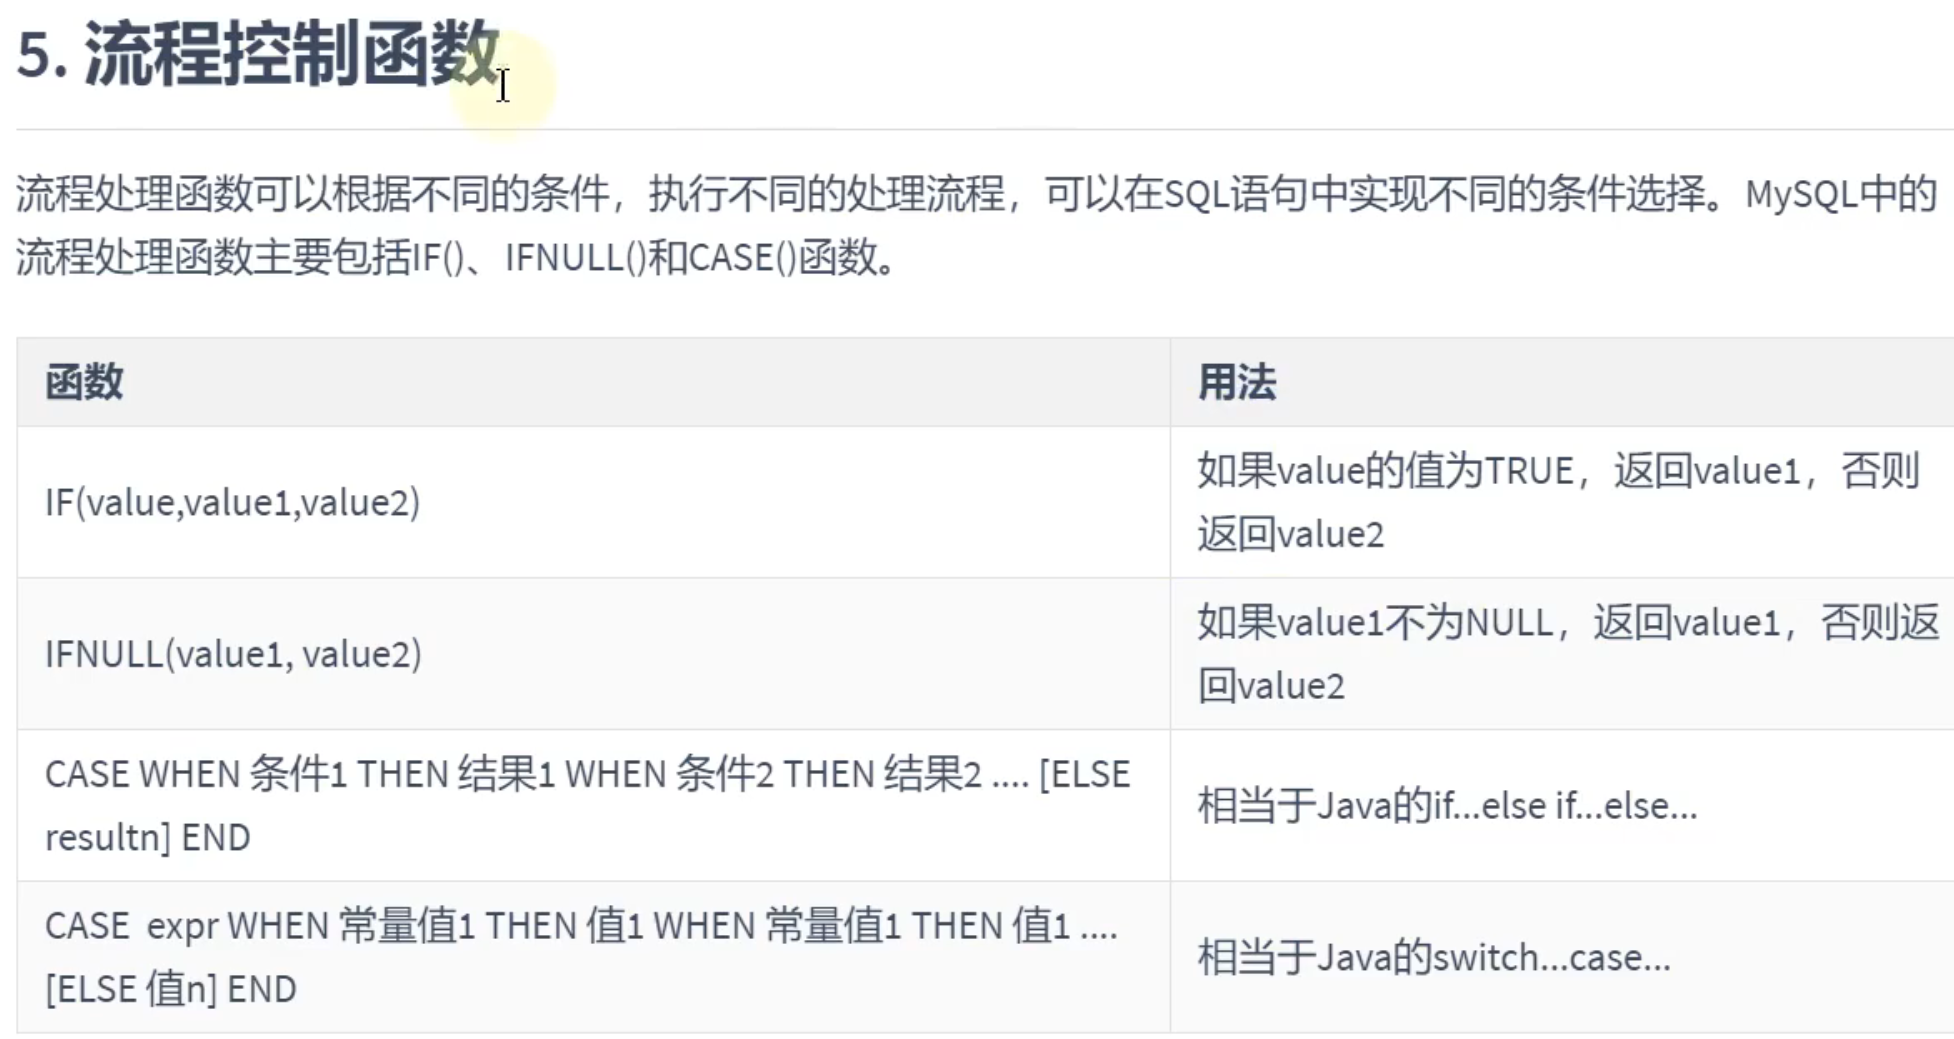 5. 流程控制函数
流程处理函数可以根据不同的条件，执行不同的处理流程，可以在SQL语句中实现不同的条件选择。MySQL中的
流程处理函数主要包括IF()、IFNULL()和CASE()函数。
函数
用法
IF(value,value1,value2)
如果value的值为TRUE，返回value1，否则
返回value2
IFNULL(value1, value2)
如果value1不为NULL，返回value1，否则返
回value2
CASE WHEN 条件1 THEN 结果1 WHEN 条件2 THEN 结果2 .... [ELSE
resultn] END
相当于Java的if...else if...else...
CASE  expr WHEN 常量值1 THEN 值1 WHEN 常量值1 THEN 值1 ....
[ELSE 值n] END
相当于Java的switch...case...